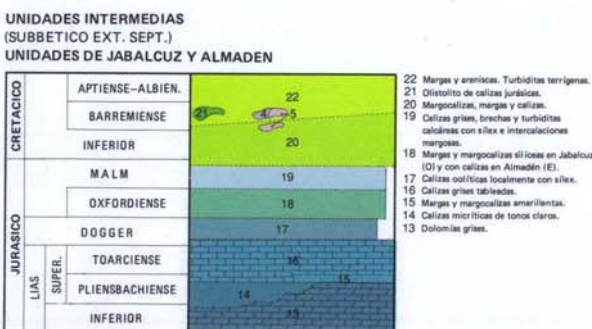 UNIDADES INTERMEDIAS
(SUBBETICO EXT. SEPT.)
UNIDADES DE JABALCUZ Y ALMADEN
CRETACICO
APTIENSE–ALBIEN.
BARREMIENSE
INFERIOR
JURASICO
MALM
OXFORDIENSE
DOGGER
LIAS
SUPER.
TOARCIENSE
PLIENSBACHIENSE
INFERIOR
22
21
4
5
20
19
18
17
16
15
14
13
22 Margas y areniscas. Turbiditas terrígenas.
21 Olistolito de calizas jurásicas.
20 Margocalizas, margas y calizas.
19 Calizas grises, brechas y turbiditas
calcáreas con sílex e intercalaciones
margosas.
18 Margas y margocalizas silíceas en Jabalcuz
(O) y con calizas en Almadén (E).
17 Calizas oolíticas localmente con sílex.
16 Calizas grises tableadas.
15 Margas y margocalizas amarillentas.
14 Calizas micríticas de tonos claros.
13 Dolomías grises.